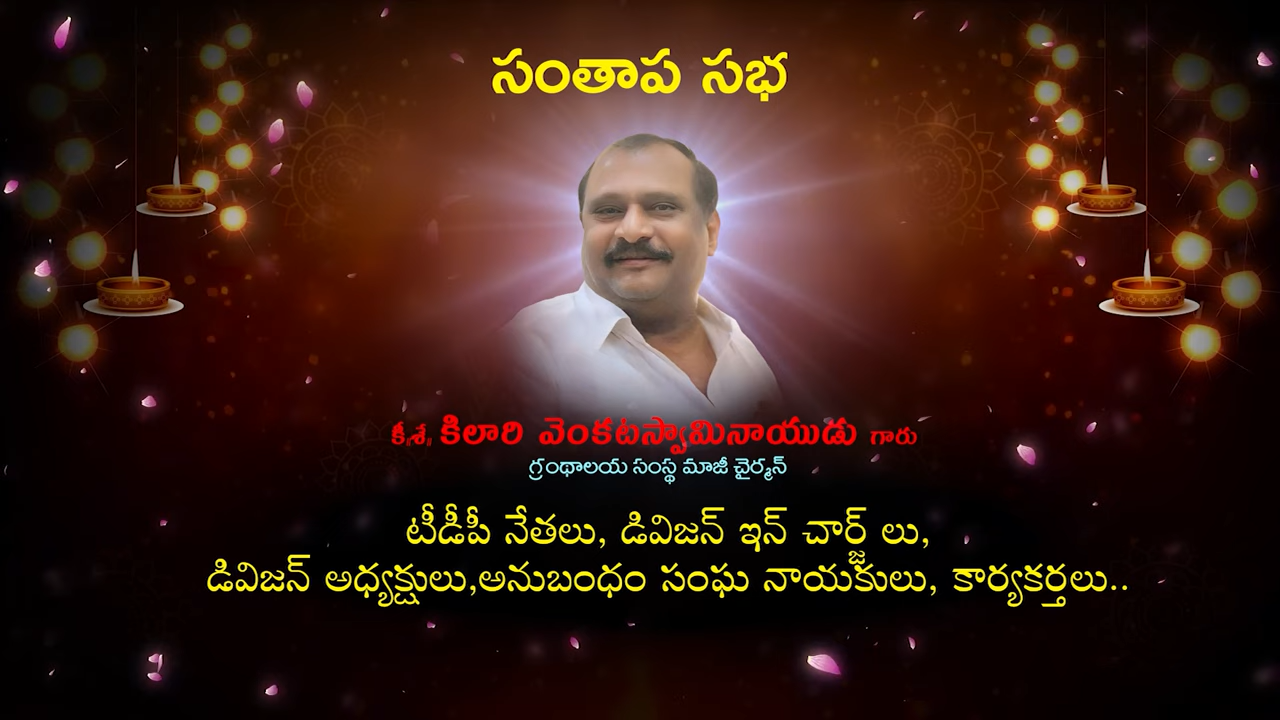 సంతాప సభ
కీ॥శే॥ కిలారి వెంకటస్వామినాయుడు గారు
గ్రంథాలయ సంస్థ మాజీ చైర్మన్
టీడీపీ నేతలు, డివిజన్ ఇన్ చార్జ్ లు,
డివిజన్ అధ్యక్షులు,అనుబంధం సంఘ నాయకులు, కార్యకర్తలు..